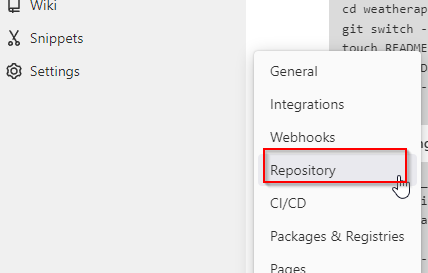 Wiki
Snippets
Settings
cd weatherap
git switch -
touch README
General
Integrations
Webhooks
Repository
CI/CD
Packages & Registries
Pages